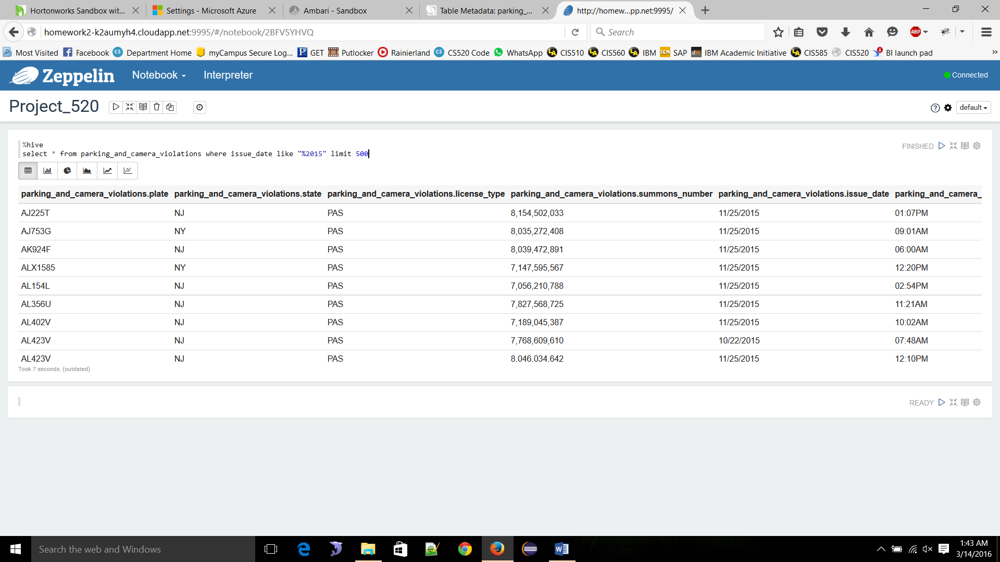 Hortonworks Sandbox wit... Settings - Microsoft Azure Ambari - Sandbox Table Metadata: parking_... http://homew...pp.net:9995/
homework2-k2aumyh4.cloudapp.net:9995/#/notebook/2BFV5YHVQ Search ABP
Most Visited Facebook CS Department Home myCampus Secure Log... P GET Putlocker Rainierland CS CS520 Code WhatsApp LA CIS510 LA CIS560 LA IBM SCN SAP dW IBM Academic Initiative LA CIS585 CIS520 BI launch pad »
Zeppelin Notebook Interpreter Connected
Project_520 default
%hive
FINISHED
select * from parking_and_camera_violations where issue_date like "%2015" limit 500
parking_and_camera_violations.plate parking_and_camera_violations.state parking_and_camera_violations.license_type parking_and_camera_violations.summons_number parking_and_camera_violations.issue_date parking_and_camera_
AJ225T NJ PAS 8,154,502,033 11/25/2015 01:07PM
AJ753G NY PAS 8,035,272,408 11/25/2015 09:01AM
AK924F NJ PAS 8,039,472,891 11/25/2015 06:00AM
ALX1585 NY PAS 7,147,595,567 11/25/2015 12:20PM
AL154L NJ PAS 7,056,210,788 11/25/2015 02:54PM
AL356U NJ PAS 7,827,568,725 11/25/2015 11:21AM
AL402V NJ PAS 7,189,045,387 11/25/2015 10:02AM
AL423V NJ PAS 7,768,609,610 10/22/2015 07:48AM
AL423V NJ PAS 8,046,034,642 11/25/2015 12:10PM
Took 7 seconds. (outdated)
READY
Search the web and Windows
1:43 AM
3/14/2016